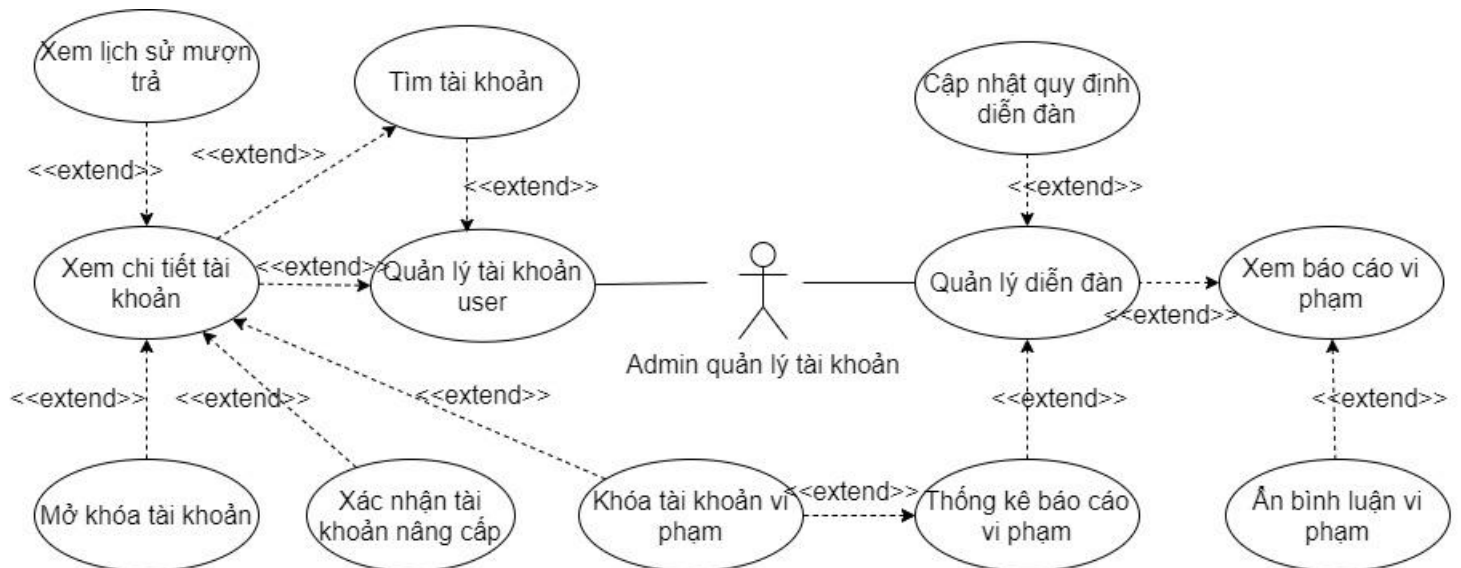 Xem lịch sử mượn
trả
Tìm tài khoản
Cập nhật quy định
diễn đàn
<<extend>>
<<extend>>
<<extend>>
<<extend>>
Xem chi tiết tài
khoản
<<extend>>
Quản lý tài khoản
user
Admin quản lý tài khoản
Quản lý diễn đàn
<<extend>>
Xem báo cáo vi
phạm
<<extend>>
<<extend>>
<<extend>>
<<extend>>
<<extend>>
Mở khóa tài khoản
Xác nhận tài
khoản nâng cấp
Khóa tài khoản vi
phạm
<<extend>>
Thống kê báo cáo
vi phạm
Ẩn bình luận vi
phạm